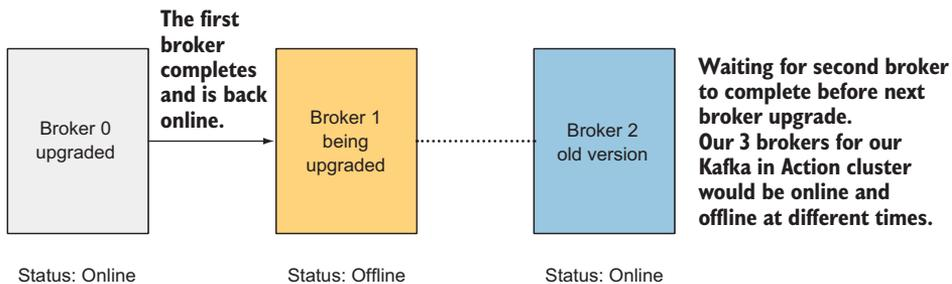 The first
broker
completes
and is back
online.
Broker 0
upgraded
Broker 1
being
upgraded
Broker 2
old version
Waiting for second broker
to complete before next
broker upgrade.
Our 3 brokers for our
Kafka in Action cluster
would be online and
offline at different times.
Status: Online
Status: Offline
Status: Online